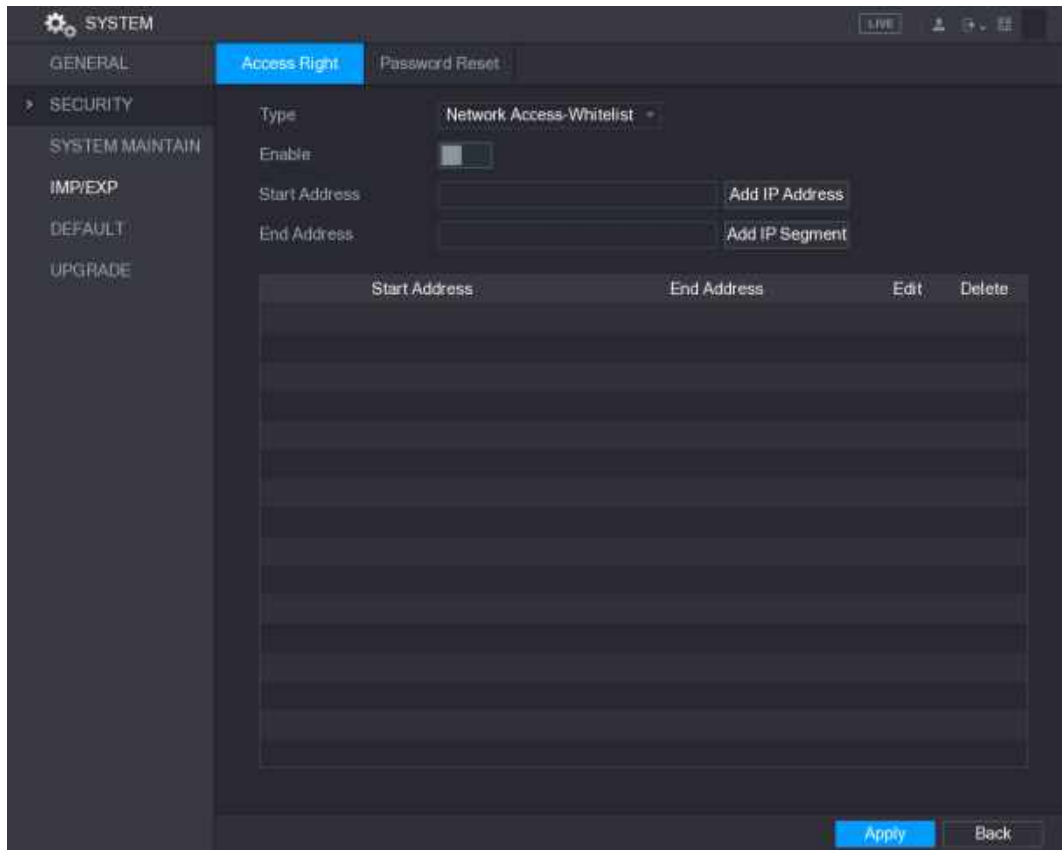 SYSTEM
LIVE
GENERAL
Access Right
Password Reset
SECURITY
Type
Network Access-Whitelist
SYSTEM MAINTAIN
Enable
IMP/EXP
Start Address
Add IP Address
DEFAULT
End Address
Add IP Segment
UPGRADE
Start Address
End Address
Edit
Delete
Apply
Back